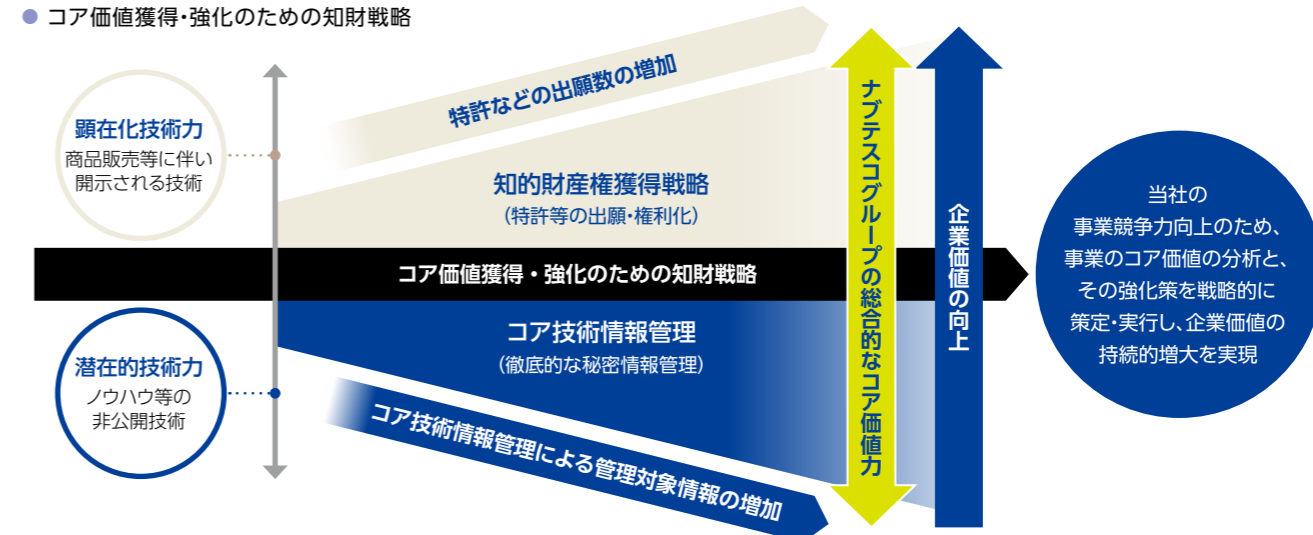 コア価値獲得・強化のための知財戦略
特許などの出願数の増加
顕在化技術力
商品販売等に伴い
開示される技術
知的財産権獲得戦略
(特許等の出願・権利化)
コア価値獲得・強化のための知財戦略
コア技術情報管理
(徹底的な秘密情報管理)
潜在的技術力
ノウハウ等の
非公開技術
コア技術情報管理による管理対象情報の増加
ナブテスコグループの総合的なコア価値力
企業価値の向上
当社の
事業競争力向上のため、
事業のコア価値の分析と、
その強化策を戦略的に
策定・実行し、企業価値の
持続的増大を実現